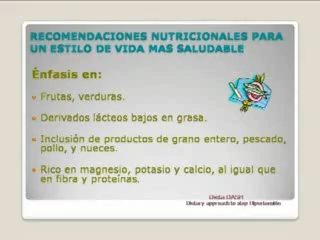 RECOMENDACIONES NUTRICIONALES PARA
UN ESTILO DE VIDA MAS SALUDABLE
Énfasis en:
Frutas, verduras.
Derivados lácteos bajos en grasa.
Inclusión de productos de grano entero, pescado,
pollo, y nueces.
Rico en magnesio, potasio y calcio, al igual que
en fibra y proteínas.
Dieta DASH
Dietary approach to stop Hipertension